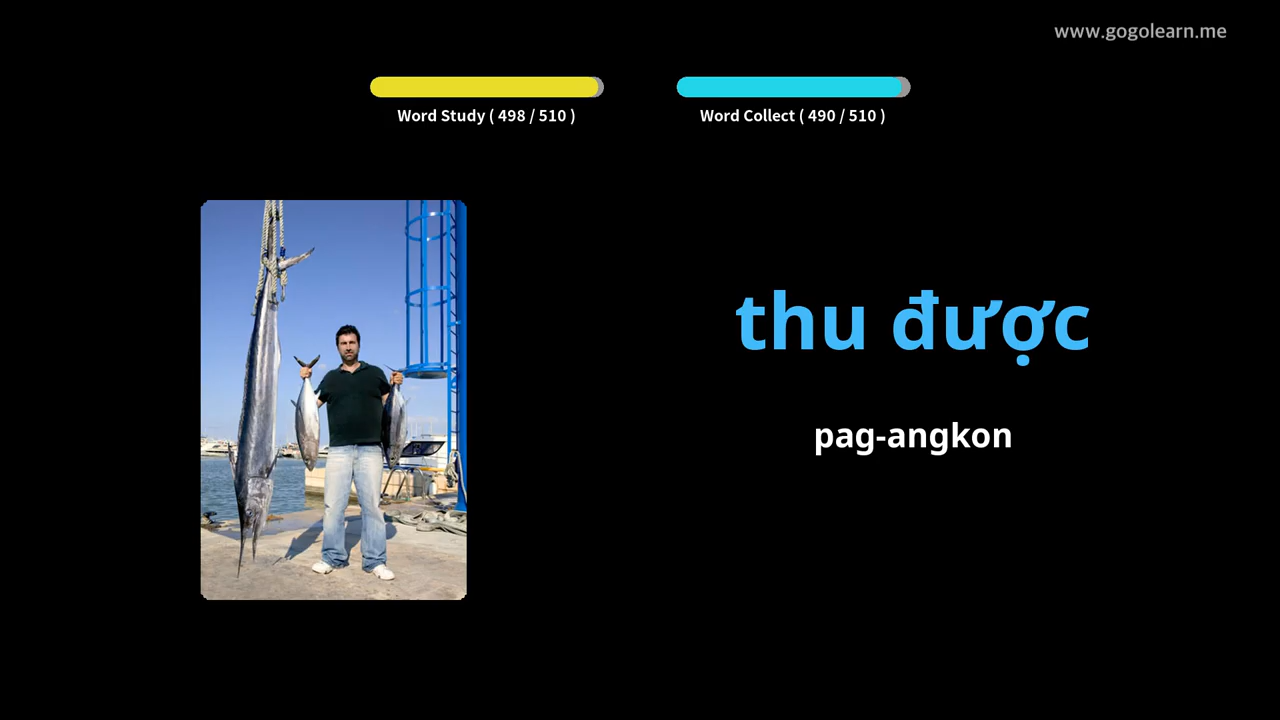 www.gogolearn.me
Word Study ( 498 / 510 )
Word Collect ( 490 / 510 )
thu được
pag-angkon